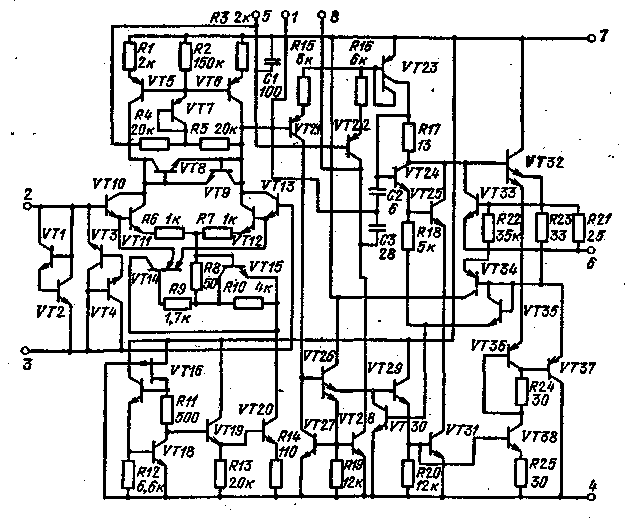 R3 2к 5 1 8
7
R1
2к
R2
150к
R15
8к
R16
6к
VT5
VT6
C1
100
VT23
VT7
R4
20к
R5 20к
VT22
R17
13
VT8
VT24
VT32
VT9
VT10
VT13
VT25
VT33
2
C2
6
R6 1к
R7 1к
R18
5к
R22
35к
R23
33
R21
25
VT1
VT3
VT11
VT12
C3
28
6
VT14
R8
50
VT15
VT34
R9
1,7к
R10 4к
VT2
VT4
VT35
3
VT16
VT26
VT29
VT36
VT37
R11
500
VT20
R24
30
VT19
VT27
VT28
VT30
VT31
VT18
R14
110
VT38
R12
6,6к
R13
20к
R19
12к
R20
12к
R25
30
4